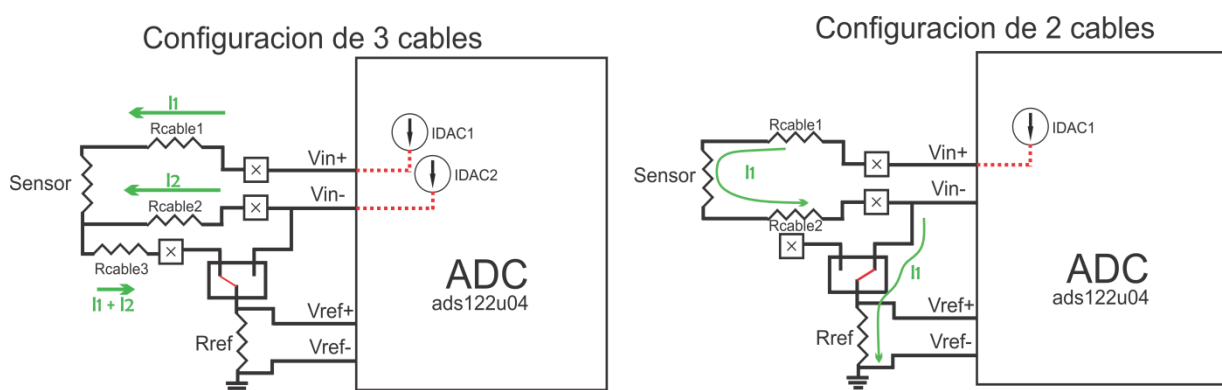 Configuracion de 3 cables
I1
Rcable1
IDAC1
Vin+
IDAC2
Sensor
I2
Vin-
Rcable2
Rcable3
I1 + I2
ADC
ads122u04
Vref+
Rref
Vref-
Configuracion de 2 cables
Rcable1
IDAC1
Vin+
Sensor
I1
Vin-
Rcable2
I1
ADC
ads122u04
Vref+
Rref
Vref-